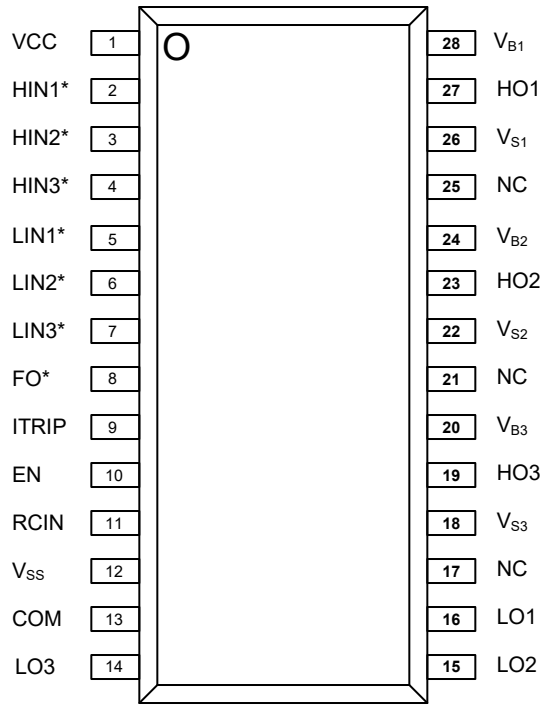 VCC 1 O 28 VB1
HIN1* 2 27 HO1
HIN2* 3 26 VS1
HIN3* 4 25 NC
LIN1* 5 24 VB2
LIN2* 6 23 HO2
LIN3* 7 22 VS2
FO* 8 21 NC
ITRIP 9 20 VB3
EN 10 19 HO3
RCIN 11 18 VS3
VSS 12 17 NC
COM 13 16 LO1
LO3 14 15 LO2